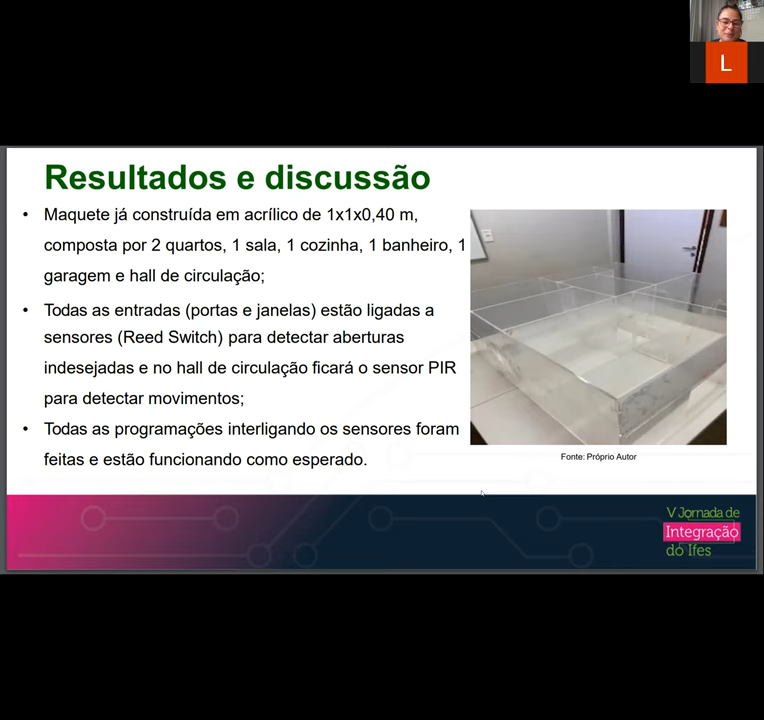 L
Resultados e discussão
• Maquete já construída em acrílico de 1x1x0,40 m,
composta por 2 quartos, 1 sala, 1 cozinha, 1 banheiro, 1
garagem e hall de circulação;
• Todas as entradas (portas e janelas) estão ligadas a
sensores (Reed Switch) para detectar aberturas
indesejadas e no hall de circulação ficará o sensor PIR
para detectar movimentos;
• Todas as programações interligando os sensores foram
feitas e estão funcionando como esperado.
Fonte: Próprio Autor
V Jornada de
Integração
do Ifes